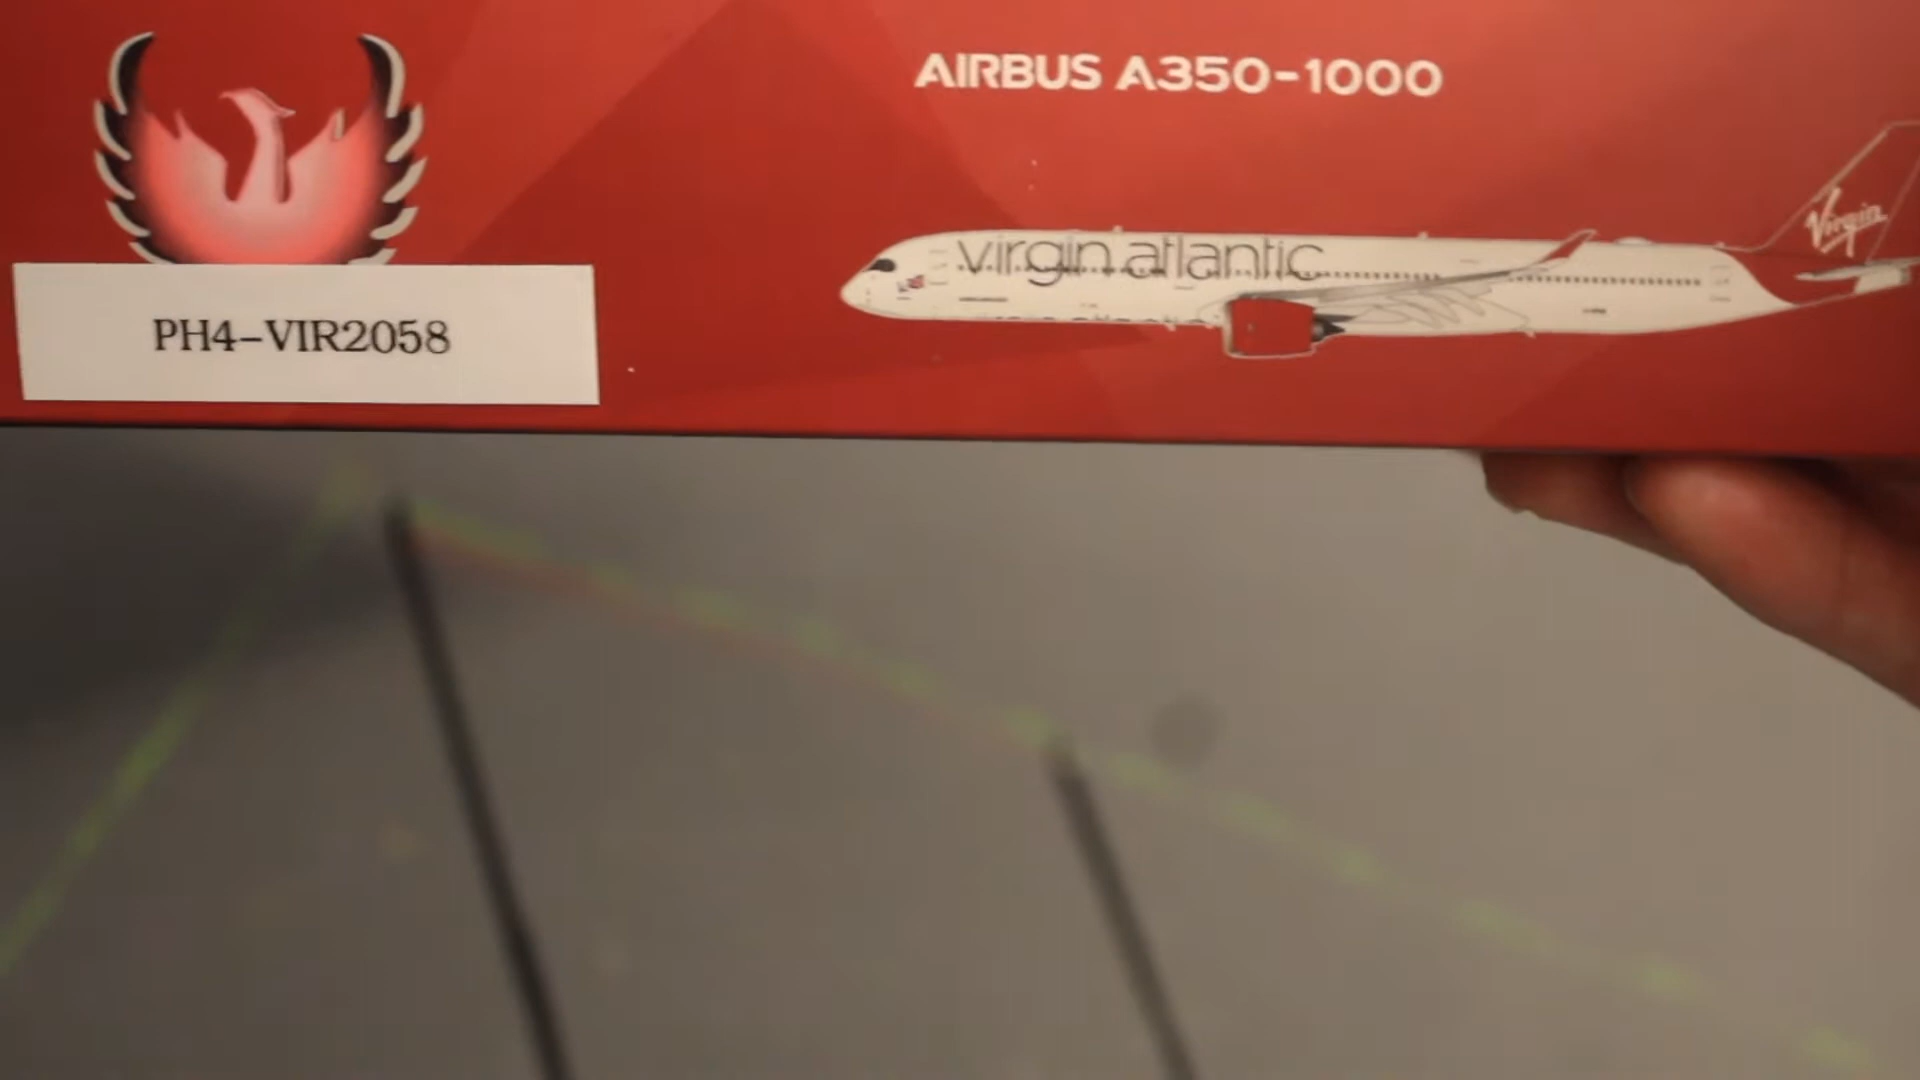 AIRBUS A350-1000
virgin atlantic
Virgin
PH4-VIR2058